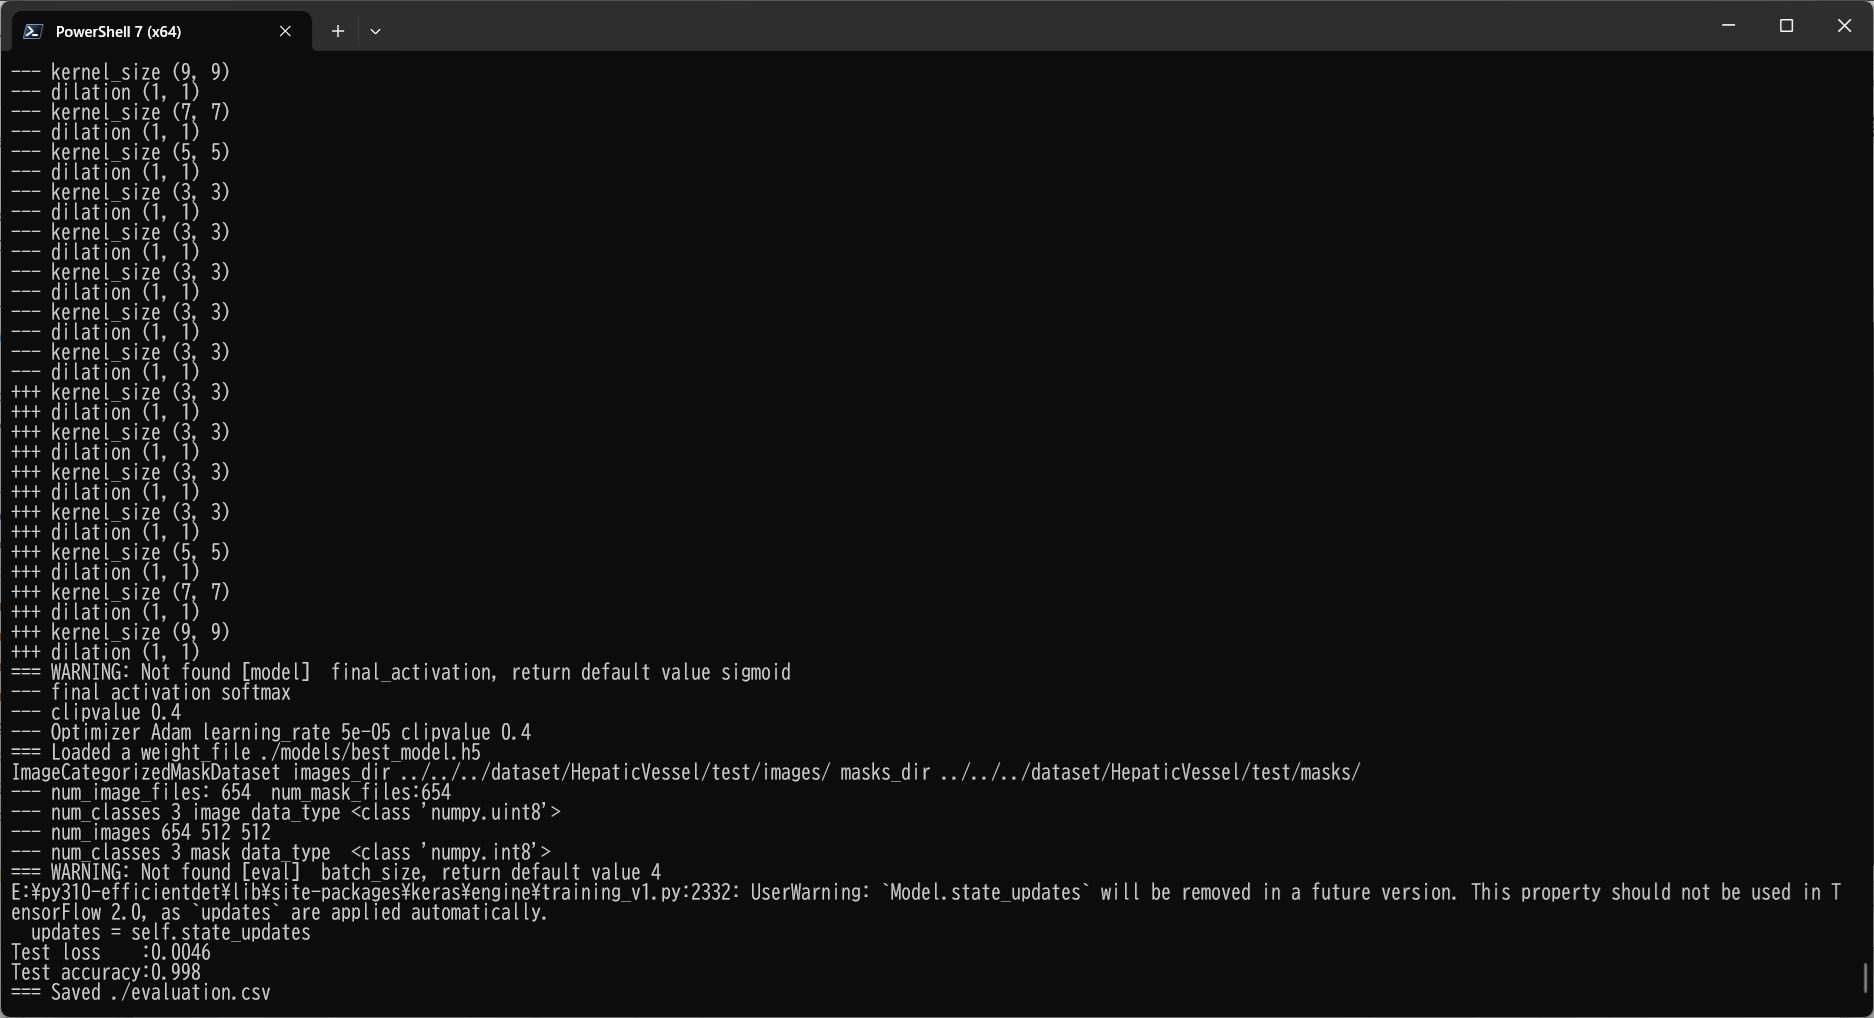 PowerShell 7 (x64)
--- kernel_size (9, 9)
--- dilation (1, 1)
--- kernel_size (7, 7)
--- dilation (1, 1)
--- kernel_size (5, 5)
--- dilation (1, 1)
--- kernel_size (3, 3)
--- dilation (1, 1)
--- kernel_size (3, 3)
--- dilation (1, 1)
--- kernel_size (3, 3)
--- dilation (1, 1)
--- kernel_size (3, 3)
--- dilation (1, 1)
--- kernel_size (3, 3)
--- dilation (1, 1)
+++ kernel_size (3, 3)
+++ dilation (1, 1)
+++ kernel_size (3, 3)
+++ dilation (1, 1)
+++ kernel_size (3, 3)
+++ dilation (1, 1)
+++ kernel_size (3, 3)
+++ dilation (1, 1)
+++ kernel_size (5, 5)
+++ dilation (1, 1)
+++ kernel_size (7, 7)
+++ dilation (1, 1)
+++ kernel_size (9, 9)
+++ dilation (1, 1)
=== WARNING: Not found [model]  final_activation, return default value sigmoid
--- final activation softmax
--- clipvalue 0.4
--- Optimizer Adam learning_rate 5e-05 clipvalue 0.4
=== Loaded a weight_file ./models/best_model.h5
ImageCategorizedMaskDataset images_dir ../../../dataset/HepaticVessel/test/images/ masks_dir ../../../dataset/HepaticVessel/test/masks/
--- num_image_files: 654  num_mask_files:654
--- num_classes 3 image data_type <class 'numpy.uint8'>
--- num_images 654 512 512
--- num_classes 3 mask data_type  <class 'numpy.int8'>
=== WARNING: Not found [eval]  batch_size, return default value 4
E:¥py310-efficientdet¥lib¥site-packages¥keras¥engine¥training_v1.py:2332: UserWarning: `Model.state_updates` will be removed in a future version. This property should not be used in T
ensorFlow 2.0, as `updates` are applied automatically.
  updates = self.state_updates
Test loss    :0.0046
Test accuracy:0.998
=== Saved ./evaluation.csv